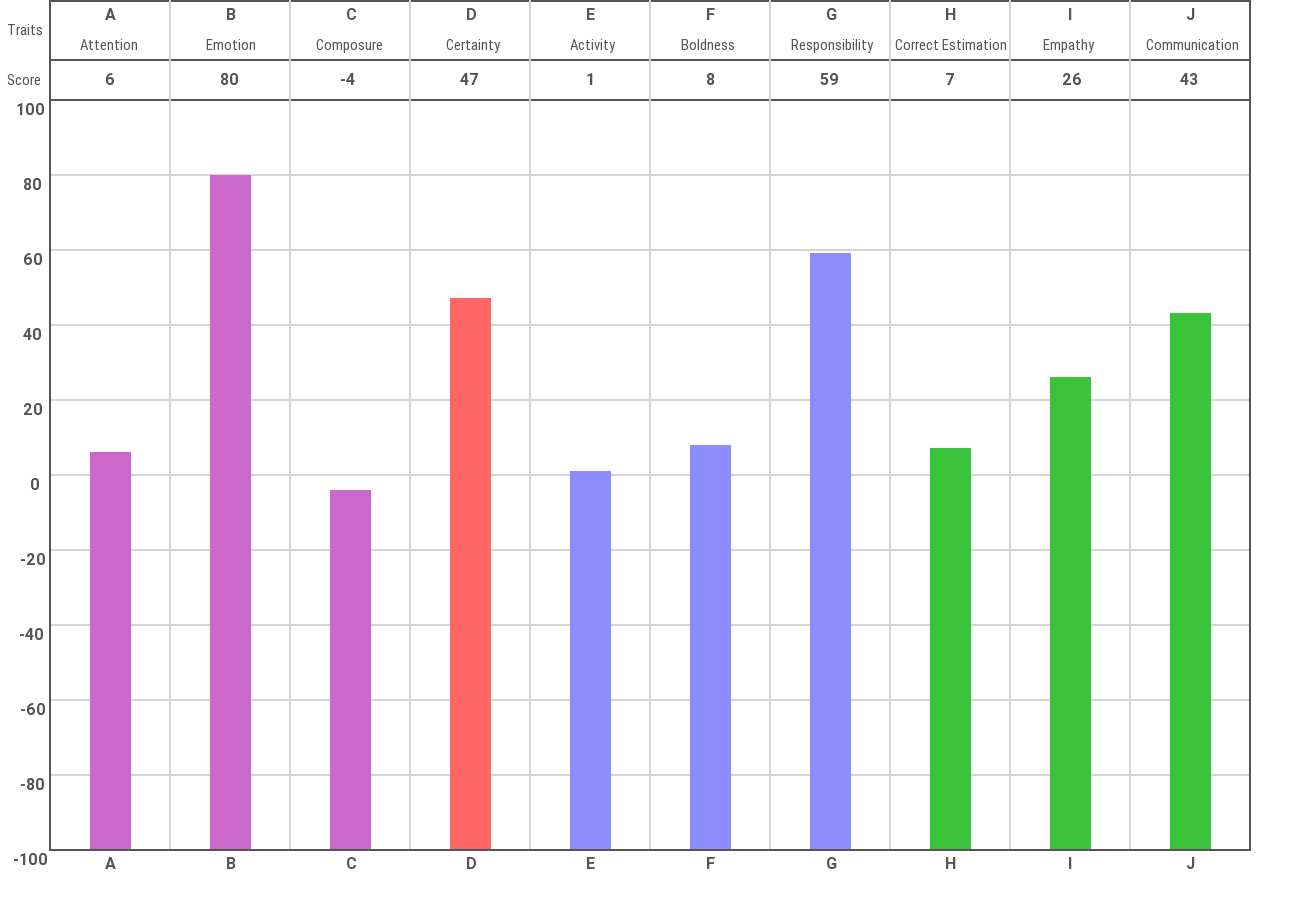 Traits A B C D E F G H I J
Attention Emotion Composure Certainty Activity Boldness Responsibility Correct Estimation Empathy Communication
Score 6 80 -4 47 1 8 59 7 26 43
100
80
60
40
20
0
-20
-40
-60
-80
-100
A B C D E F G H I J